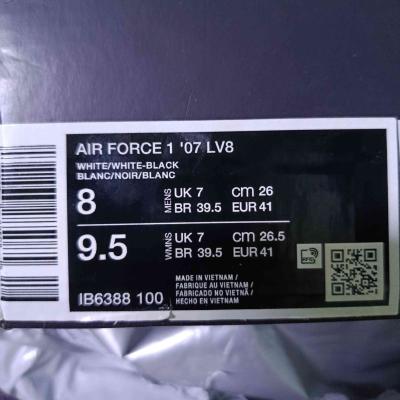 AIR FORCE 1 '07 LV8
WHITE/WHITE-BLACK
BLANC/NOIR/BLANC
8 MENS UK 7 CM 26
BR 39.5 EUR 41
9.5 WMNS UK 7 CM 26.5
BR 39.5 EUR 41
RFID
MADE IN VIETNAM /
FABRIQUE AU VIETNAM /
FABRICADO NO VIETNÃ /
HECHO EN VIETNAM
IB6388 100